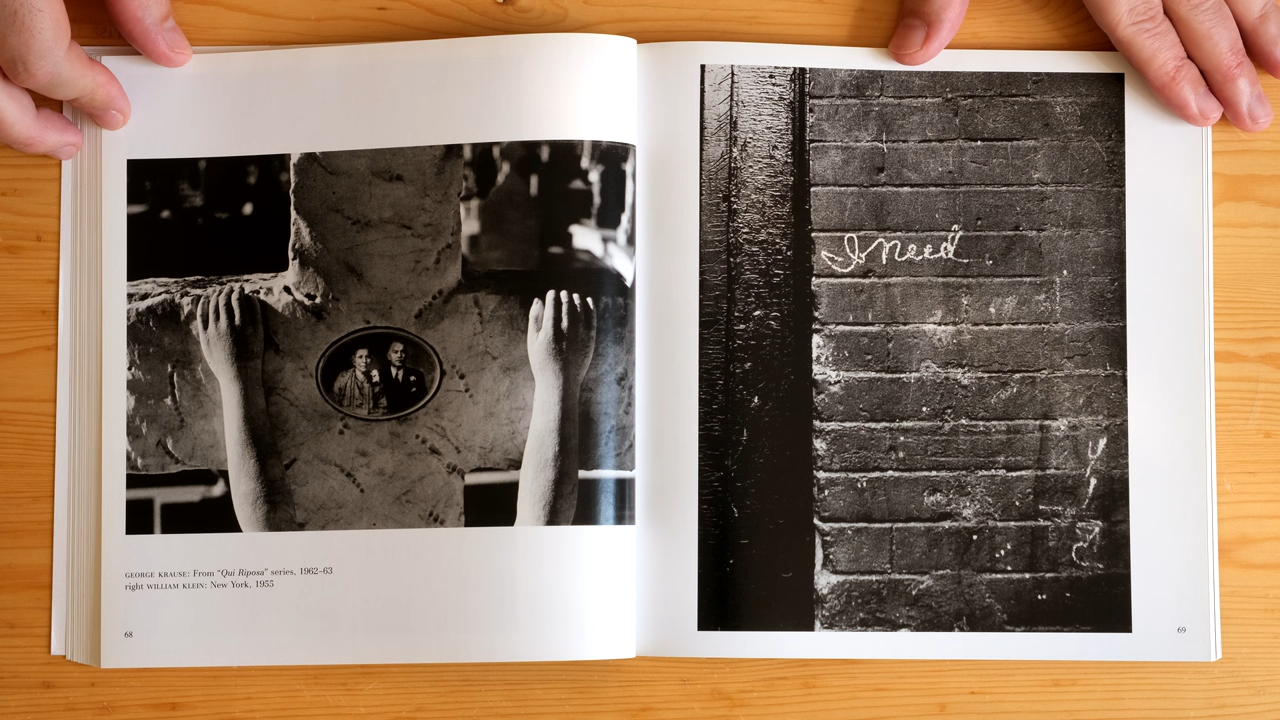 GEORGE KRAUSE: From “Qui Riposa” series, 1962–63
right WILLIAM KLEIN: New York, 1955
68
I need
69